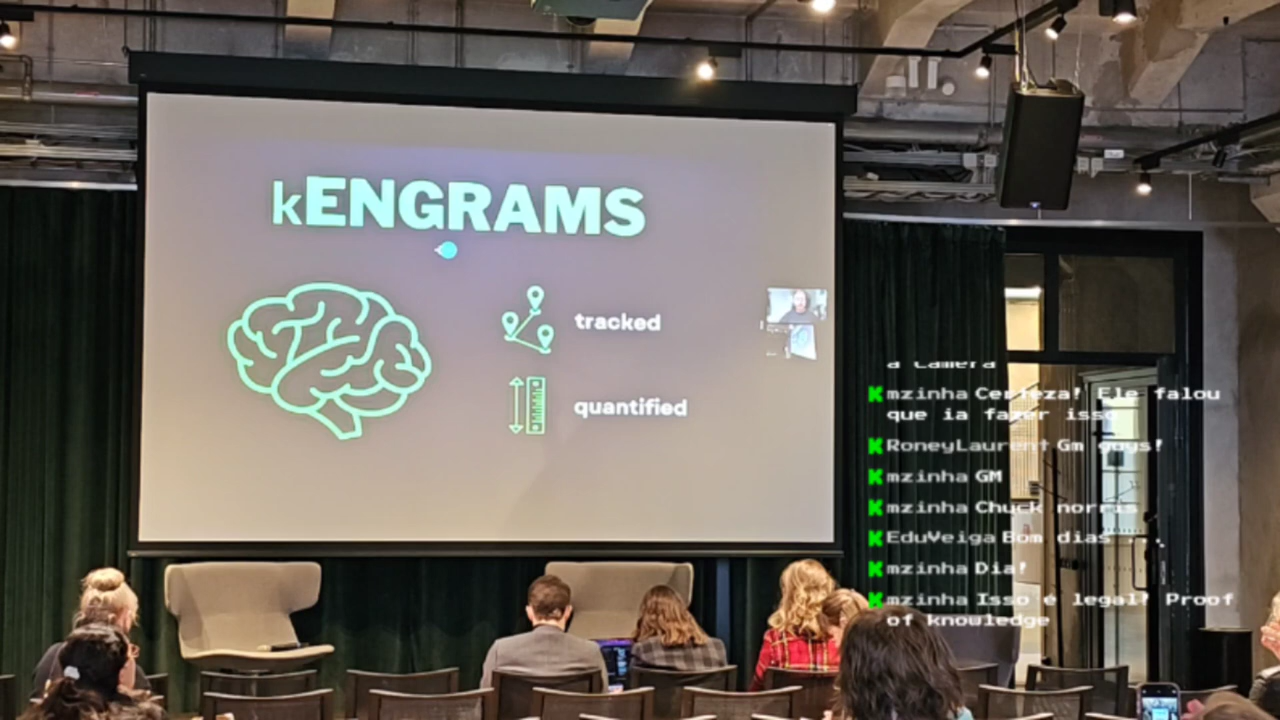 kENGRAMS
tracked
quantified
a camera
mzinha Certeza! Ele falou
que ia fazer isso
RoneyLaurent Gm guys!
mzinha GM
mzinha Chuck norris
EduVeiga Bom dias . .
mzinha Dia!
mzinha Isso é legal! Proof
of knowledge